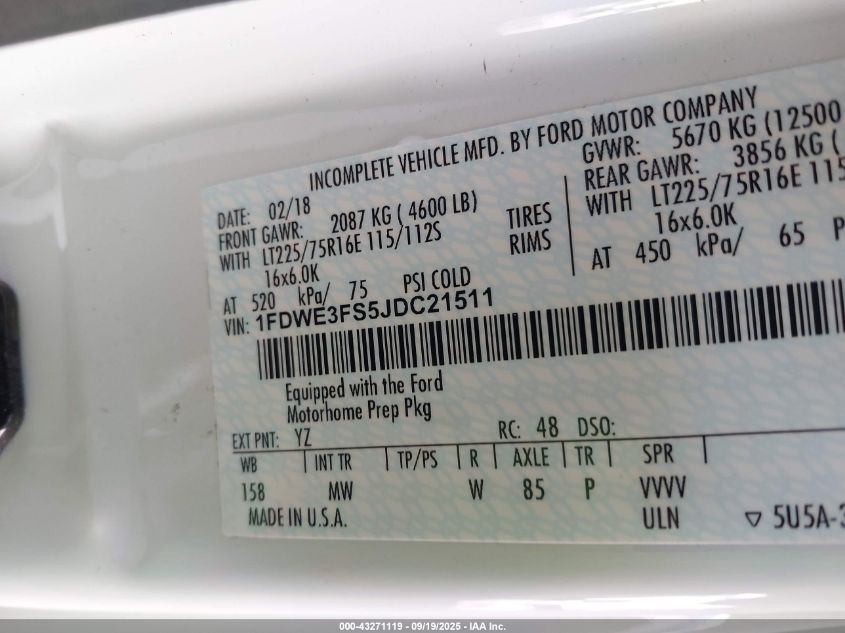 INCOMPLETE VEHICLE MFD. BY FORD MOTOR COMPANY
DATE: 02/18
FRONT GAWR: 2087 KG ( 4600 LB)
WITH LT225/75R16E 115/112S TIRES
16x6.0K RIMS
AT 520 kPa/ 75 PSI COLD
GVWR: 5670 KG (12500
REAR GAWR: 3856 KG (
WITH LT225/75R16E 115
16x6.0K
AT 450 kPa/ 65 P
VIN: 1FDWE3FS5JDC21511
Equipped with the Ford
Motorhome Prep Pkg
EXT PNT: YZ RC: 48 DSO:
WB INT TR TP/PS R AXLE TR SPR
158 MW W 85 P VVVV
MADE IN U.S.A. ULN ▽ 5U5A-3
000-43271119 - 09/19/2025 - IAA Inc.